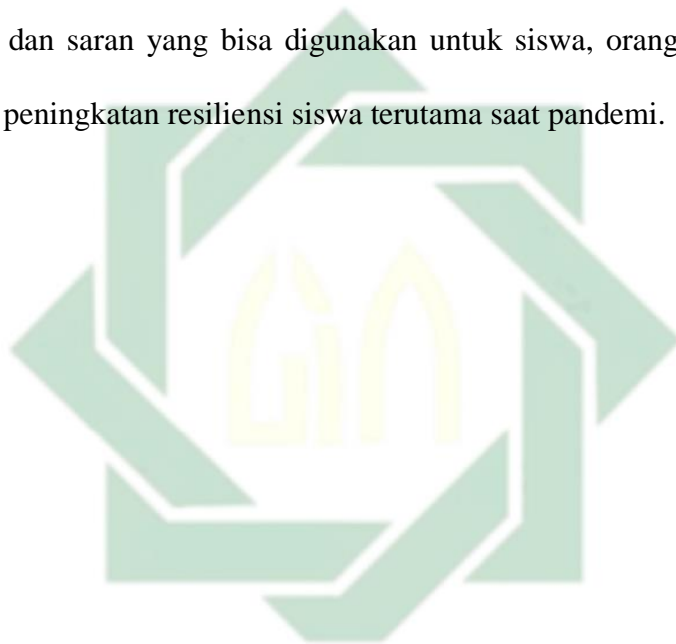 dan saran yang bisa digunakan untuk siswa, orang
peningkatan resiliensi siswa terutama saat pandemi.